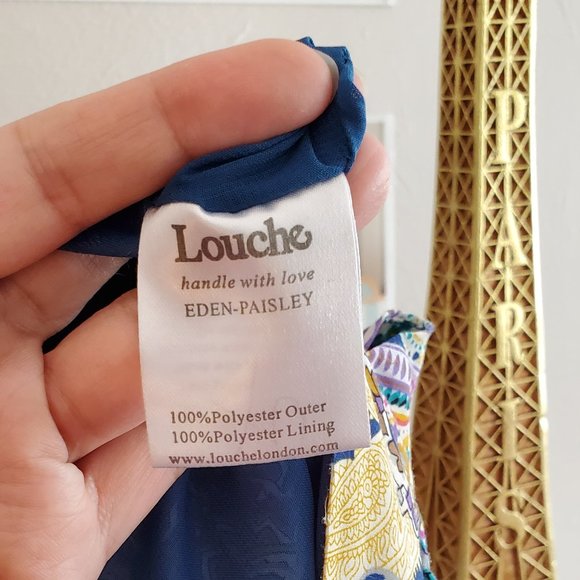 Louche
handle with love
EDEN-PAISLEY
100%Polyester Outer
100%Polyester Lining
www.louchelondon.com
PARIS